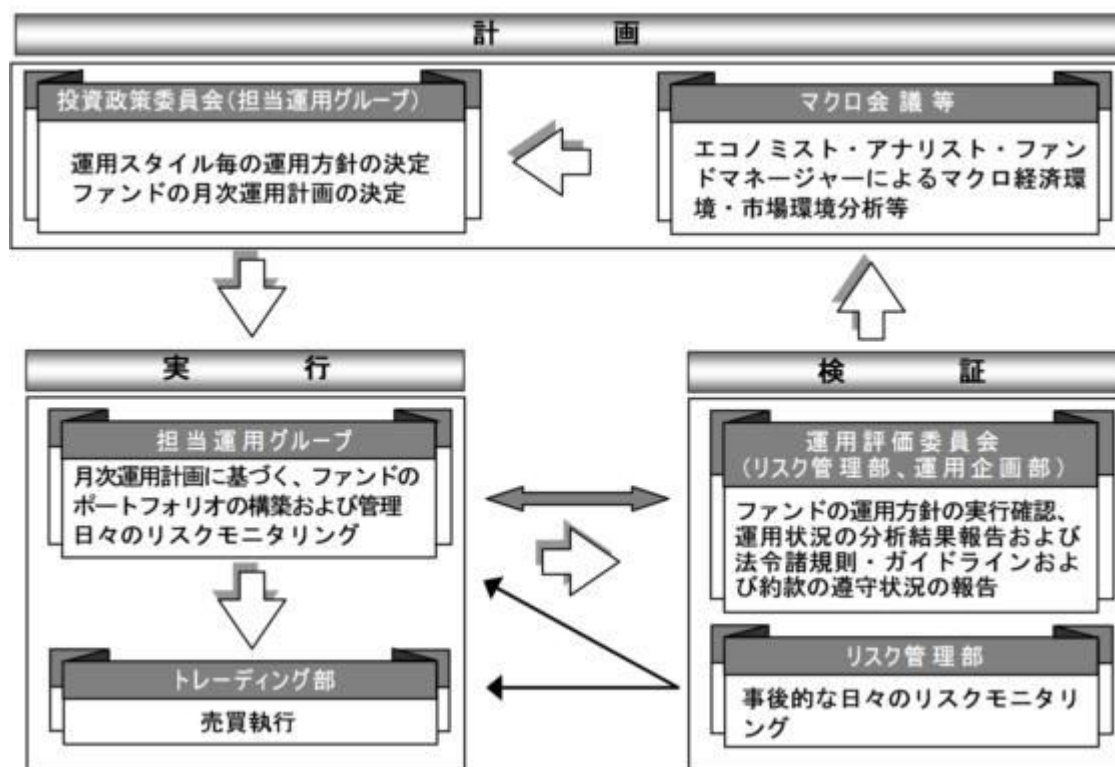 計画
投資政策委員会(担当運用グループ)
運用スタイル毎の運用方針の決定
ファンドの月次運用計画の決定
マクロ会議等
エコノミスト・アナリスト・ファン
ドマネージャーによるマクロ経済環
境・市場環境分析等
実行
担当運用グループ
月次運用計画に基づく、ファンドの
ポートフォリオの構築および管理
日々のリスクモニタリング
トレーディング部
売買執行
検証
運用評価委員会
(リスク管理部、運用企画部)
ファンドの運用方針の実行確認、
運用状況の分析結果報告および
法令諸規則・ガイドラインおよ
び約款の遵守状況の報告
リスク管理部
事後的な日々のリスクモニタリ
ング